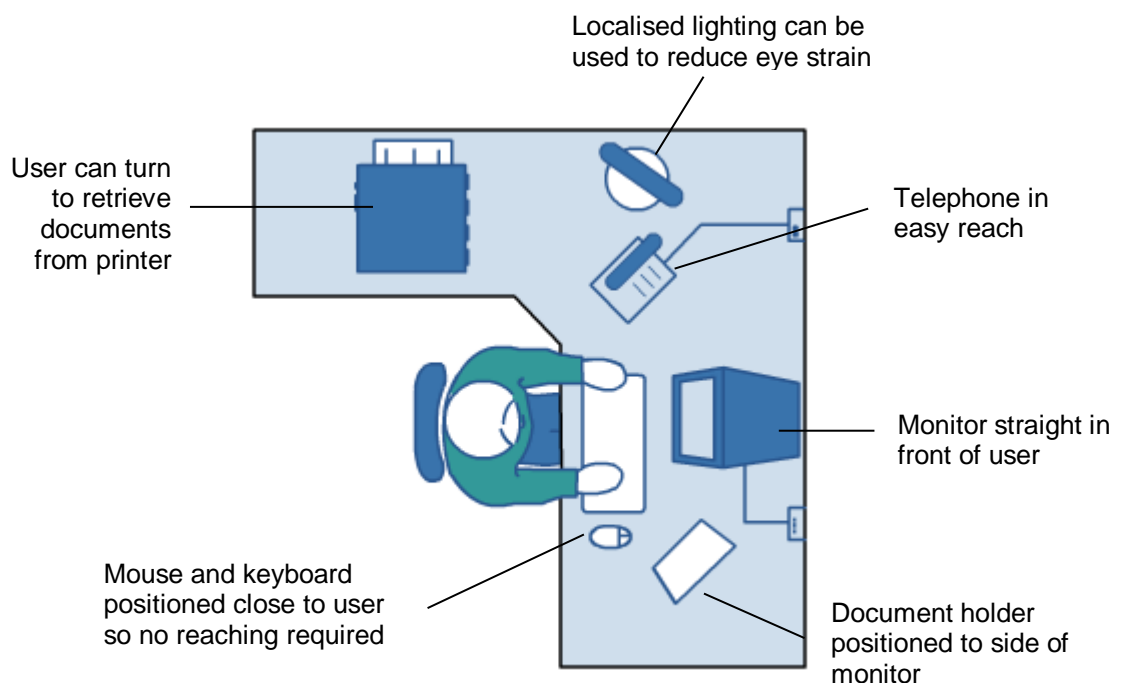 Localised lighting can be
used to reduce eye strain
User can turn
to retrieve
documents
from printer
Telephone in
easy reach
Monitor straight in
front of user
Mouse and keyboard
positioned close to user
so no reaching required
Document holder
positioned to side of
monitor